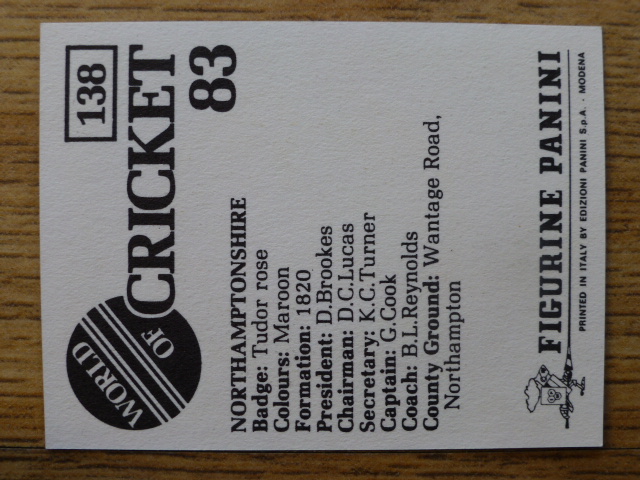 138
WORLD
OF
CRICKET
83
NORTHAMPTONSHIRE
Badge: Tudor rose
Colours: Maroon
Formation: 1820
President: D.Brookes
Chairman: D.C.Lucas
Secretary: K.C.Turner
Captain: G.Cook
Coach: B.L.Reynolds
County Ground: Wantage Road,
Northampton
FIGURINE PANINI
PRINTED IN ITALY BY EDIZIONI PANINI S.p.A. - MODENA